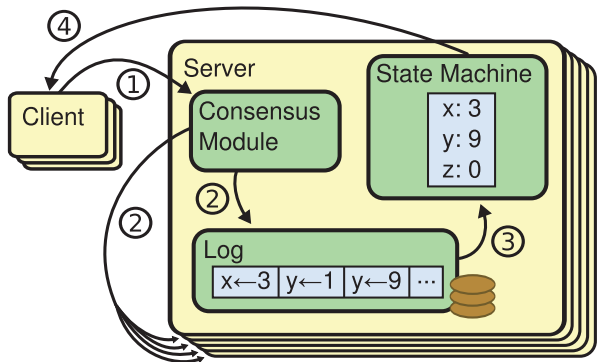 ④
Server
State Machine
Client
①
Consensus
Module
x: 3
y: 9
z: 0
②
②
③
Log
x←3 y←1 y←9 ...